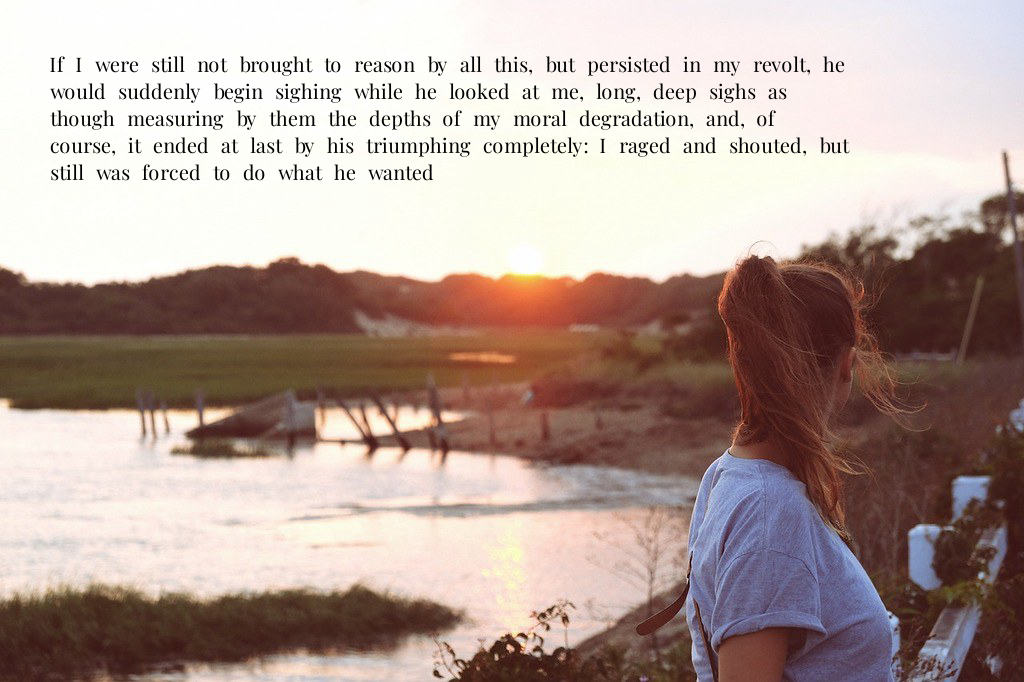 If I were still not brought to reason by all this, but persisted in my revolt, he
would suddenly begin sighing while he looked at me, long, deep sighs as
though measuring by them the depths of my moral degradation, and, of
course, it ended at last by his triumphing completely: I raged and shouted, but
still was forced to do what he wanted